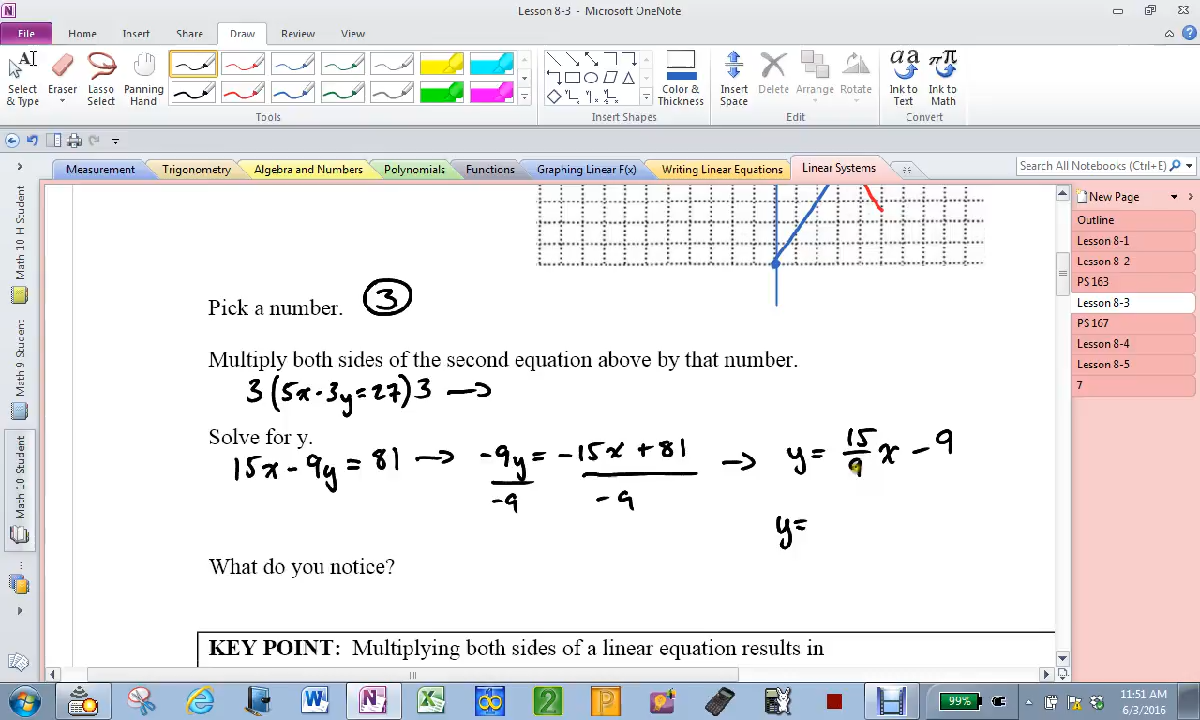 Lesson 8-3 - Microsoft OneNote
File Home Insert Share Draw Review View
Select & Type Eraser Lasso Select Panning Hand Color & Thickness Insert Space Delete Arrange Rotate Ink to Text Ink to Math
Tools Insert Shapes Edit Convert
Measurement Trigonometry Algebra and Numbers Polynomials Functions Graphing Linear F(x) Writing Linear Equations Linear Systems Search All Notebooks (Ctrl+E)
New Page
Outline
Lesson 8-1
Lesson 8-2
PS 163
Lesson 8-3
PS 167
Lesson 8-4
Lesson 8-5
7
Math 10 H Student
Math 9 Student
Math 10 Student
Pick a number. 3
Multiply both sides of the second equation above by that number.
3(5x-3y=27)3 →
Solve for y.
15x - 9y = 81 → -9y/-9 = -15x + 81/-9 → y = 15/9 x - 9
y=
What do you notice?
KEY POINT: Multiplying both sides of a linear equation results in
99% 11:51 AM
6/3/2016